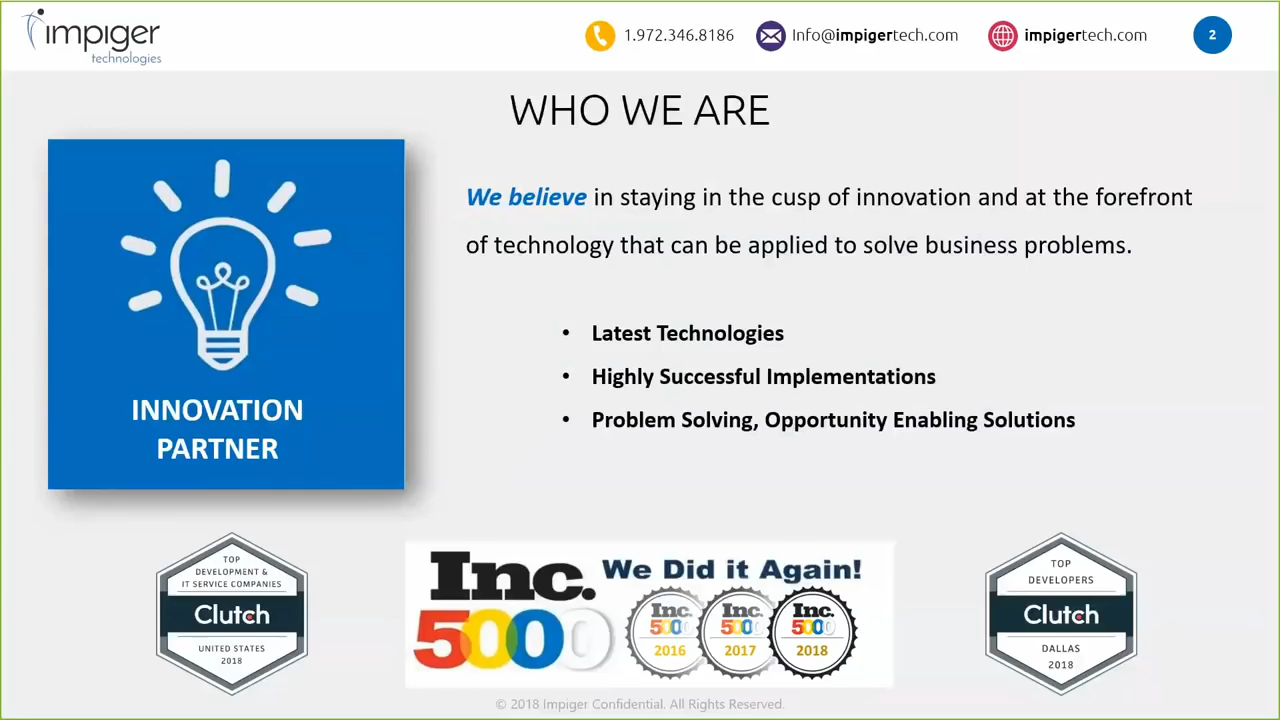 impiger
technologies
1.972.346.8186
Info@impigertech.com
impigertech.com
2
WHO WE ARE
We believe in staying in the cusp of innovation and at the forefront
of technology that can be applied to solve business problems.
• Latest Technologies
• Highly Successful Implementations
• Problem Solving, Opportunity Enabling Solutions
INNOVATION
PARTNER
TOP
DEVELOPMENT &
IT SERVICE COMPANIES
Clutch
UNITED STATES
2018
Inc.
5000
We Did it Again!
Inc.
5000
2016
Inc.
5000
2017
Inc.
5000
2018
TOP
DEVELOPERS
Clutch
DALLAS
2018
© 2018 Impiger Confidential. All Rights Reserved.